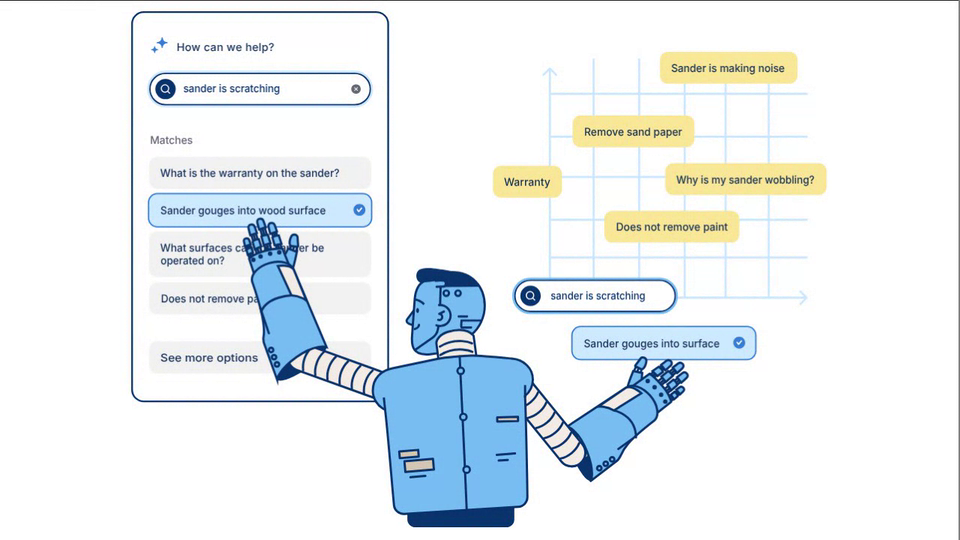 How can we help?
sander is scratching
Matches
What is the warranty on the sander?
Sander gouges into wood surface
What surfaces be
operated on?
Does not remove
See more options
Sander is making noise
Remove sand paper
Warranty
Why is my sander wobbling?
Does not remove paint
sander is scratching
Sander gouges into surface